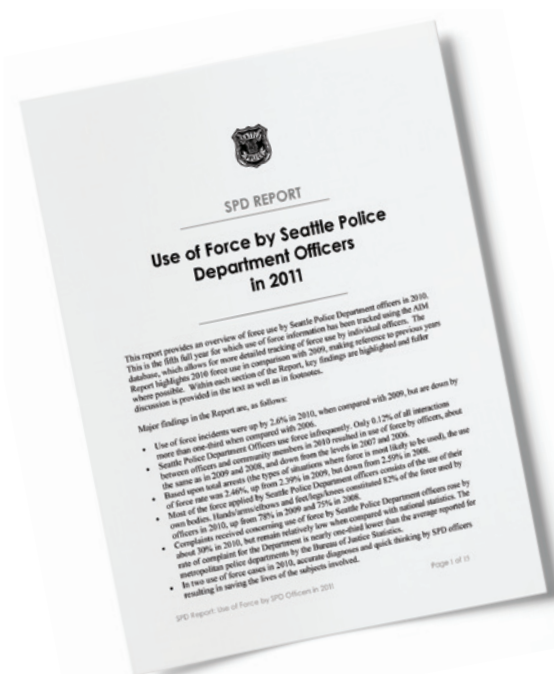 SPD REPORT
Use of Force by Seattle Police
Department Officers
in 2011
This report provides an overview of force use by Seattle Police Department officers in 2010.
This is the fifth full year for which use of force information has been tracked using the AIM
database, which allows for more detailed tracking of force use by individual officers. The
Report highlights 2010 force use in comparison with 2009, making reference to previous years
where possible. Within each section of the Report, key findings are highlighted and fuller
discussion is provided in the text as well as in footnotes.
Major findings in the Report are, as follows:
• Use of force incidents were up by 2.6% in 2010, when compared with 2009, but are down by
more than one-third when compared with 2006.
• Seattle Police Department Officers use force infrequently. Only 0.12% of all interactions
between officers and community members in 2010 resulted in use of force by officers, about
the same as in 2009 and 2008, and down from the levels in 2007 and 2006.
• Based upon total arrests (the types of situations where force is most likely to be used), the use
of force rate was 2.46%, up from 2.39% in 2009, but down from 2.59% in 2008.
• Most of the force applied by Seattle Police Department officers consists of the use of their
own bodies. Hands/arms/elbows and feet/legs/knees constituted 82% of the force used by
officers in 2010, up from 78% in 2009 and 75% in 2008.
• Complaints received concerning use of force by Seattle Police Department officers rose by
about 30% in 2010, but remain relatively low when compared with national statistics. The
rate of complaint for the Department is nearly one-third lower than the average reported for
metropolitan police departments by the Bureau of Justice Statistics.
• In two use of force cases in 2010, accurate diagnoses and quick thinking by SPD officers
resulting in saving the lives of the subjects involved.
SPD Report: Use of Force by SPD Officers in 2011
Page 1 of 15